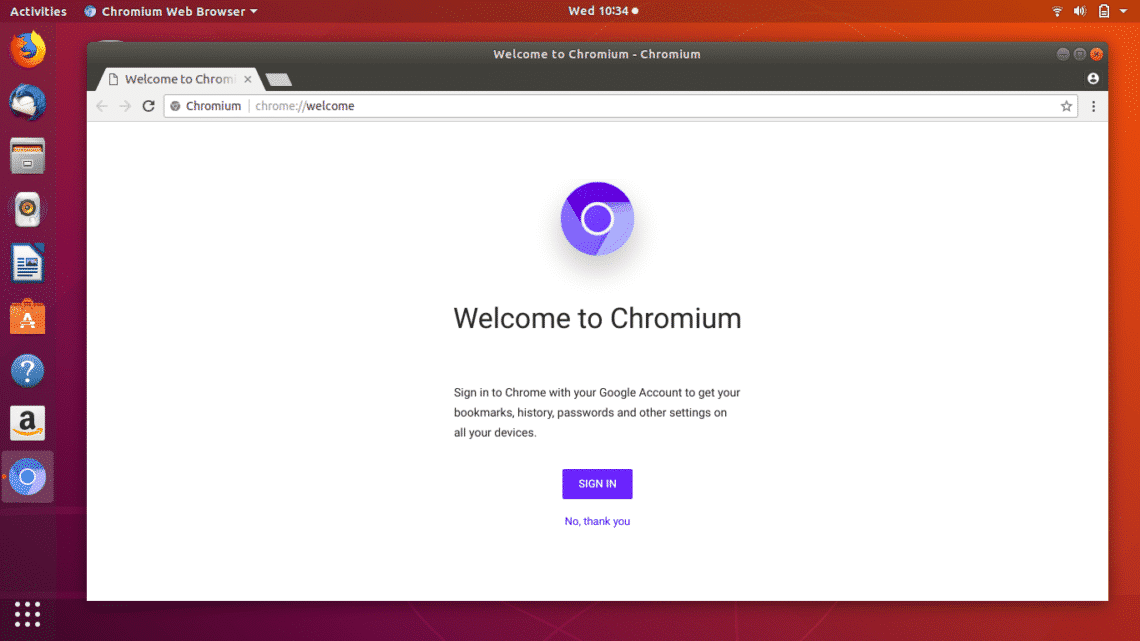 Activities
Chromium Web Browser
Wed 10:34
Welcome to Chromium - Chromium
Welcome to Chromi
Chromium
chrome://welcome
Welcome to Chromium
Sign in to Chrome with your Google Account to get your
bookmarks, history, passwords and other settings on
all your devices.
SIGN IN
No, thank you